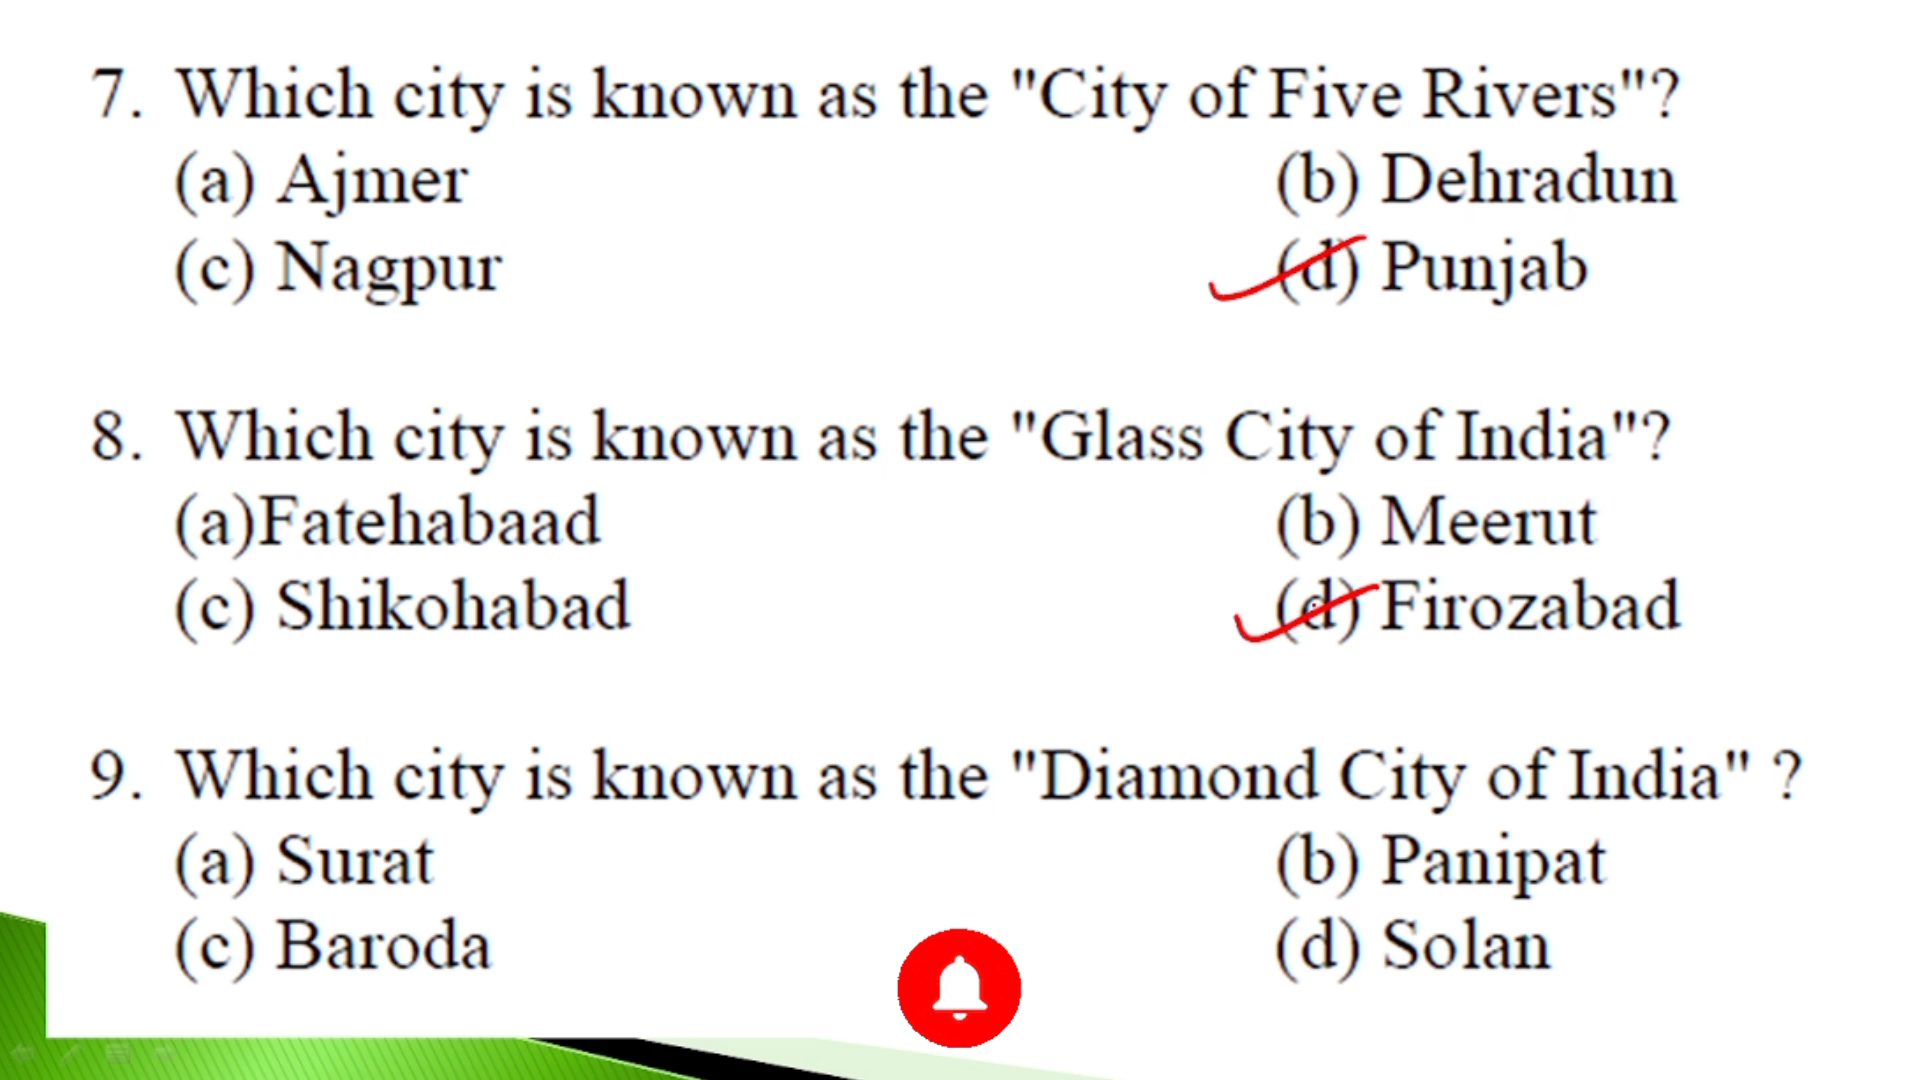 7. Which city is known as the "City of Five Rivers"?
(a) Ajmer (b) Dehradun
(c) Nagpur (d) Punjab
8. Which city is known as the "Glass City of India"?
(a)Fatehabaad (b) Meerut
(c) Shikohabad (d) Firozabad
9. Which city is known as the "Diamond City of India" ?
(a) Surat (b) Panipat
(c) Baroda (d) Solan